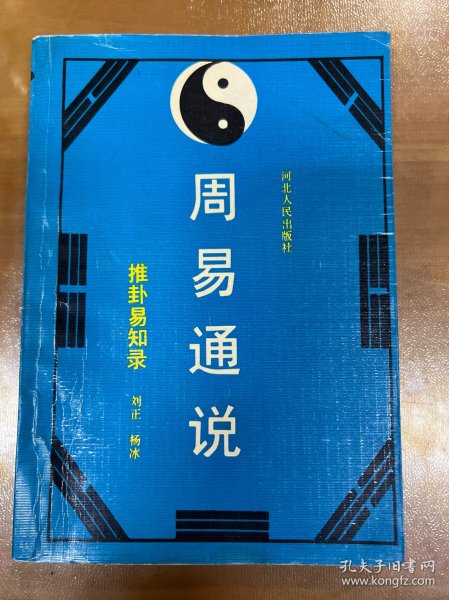 周易通说
推卦易知录
刘正 杨冰
河北人民出版社
孔夫子旧书网
www.kongfz.com